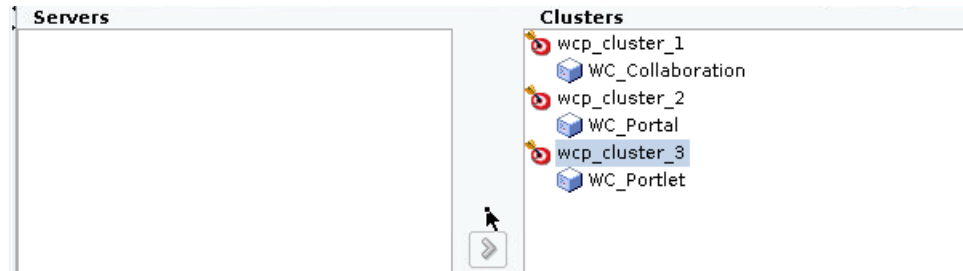 Servers
Clusters
wcp_cluster_1
WC_Collaboration
wcp_cluster_2
WC_Portal
wcp_cluster_3
WC_Portlet